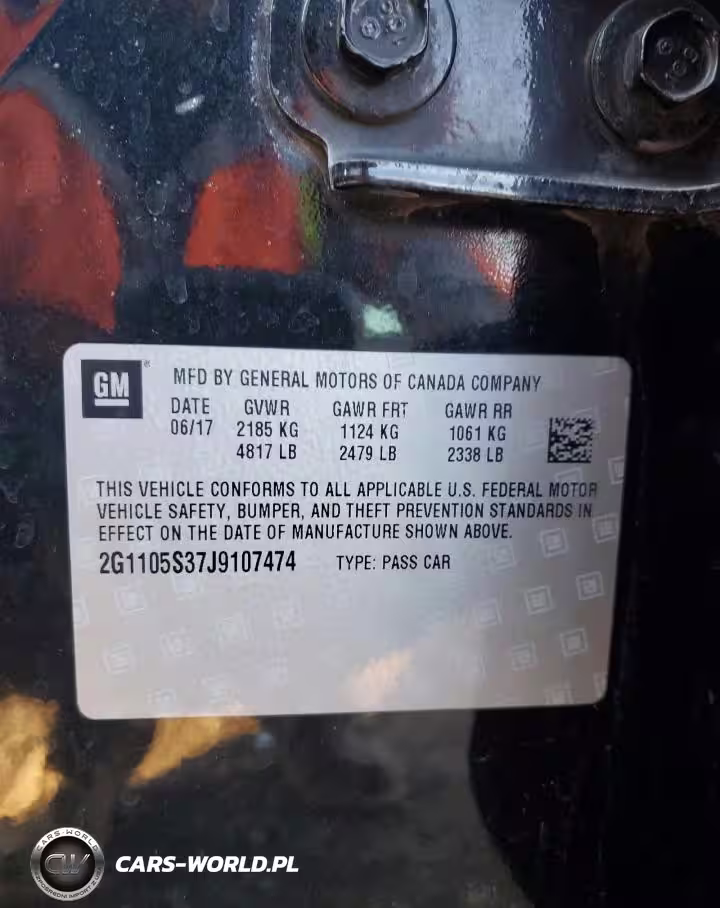 GM ® MFD BY GENERAL MOTORS OF CANADA COMPANY
DATE GVWR GAWR FRT GAWR RR
06/17 2185 KG 1124 KG 1061 KG
4817 LB 2479 LB 2338 LB
THIS VEHICLE CONFORMS TO ALL APPLICABLE U.S. FEDERAL MOTOR
VEHICLE SAFETY, BUMPER, AND THEFT PREVENTION STANDARDS IN
EFFECT ON THE DATE OF MANUFACTURE SHOWN ABOVE.
2G1105S37J9107474 TYPE: PASS CAR
CARS-WORLD
CW
CARS-WORLD.PL